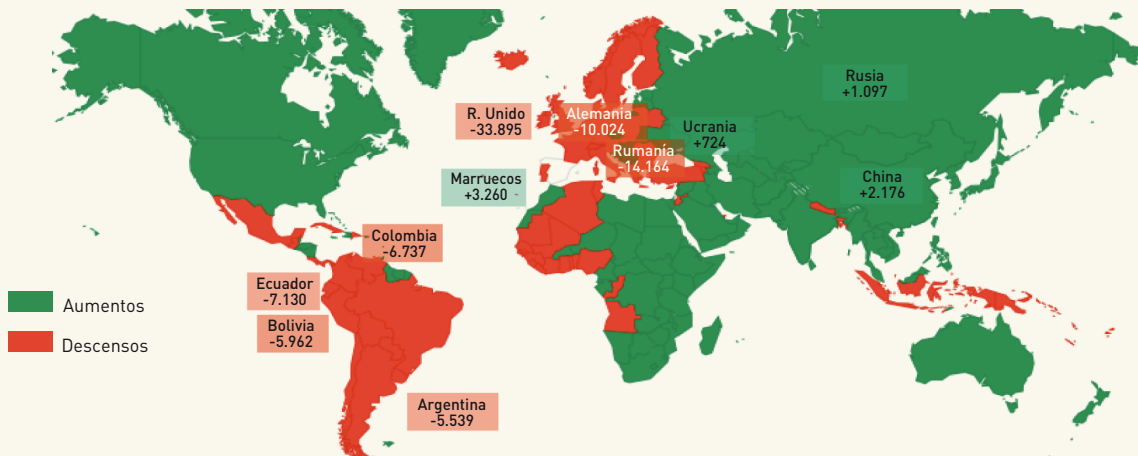 Rusia
+1.097
R. Unido
-33.895
Alemania
-10.024
Ucrania
+724
Rumanía
-14.164
Marruecos
+3.260
China
+2.176
Colombia
-6.737
Ecuador
-7.130
Bolivia
-5.962
Argentina
-5.539
Aumentos
Descensos